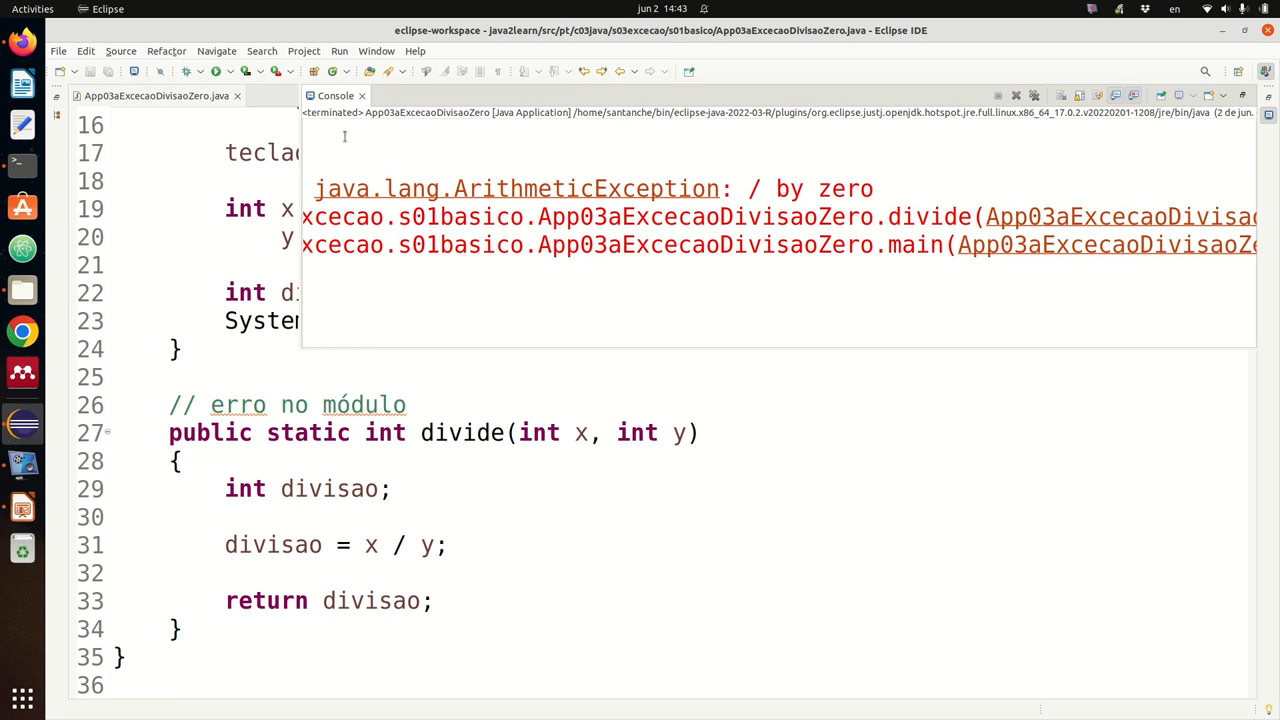 Activities Eclipse jun 2 14:43 en
eclipse-workspace - java2learn/src/pt/c03java/s03excecao/s01basico/App03aExcecaoDivisaoZero.java - Eclipse IDE
File Edit Source Refactor Navigate Search Project Run Window Help
App03aExcecaoDivisaoZero.java
Console
<terminated> App03aExcecaoDivisaoZero [Java Application] /home/santanche/bin/eclipse-java-2022-03-R/plugins/org.eclipse.justj.openjdk.hotspot.jre.full.linux.x86_64_17.0.2.v20220201-1208/jre/bin/java (2 de jun.
java.lang.ArithmeticException: / by zero
xcecao.s01basico.App03aExcecaoDivisaoZero.divide(App03aExcecaoDivisao
xcecao.s01basico.App03aExcecaoDivisaoZero.main(App03aExcecaoDivisaoZe
16
17 teclad
18
19 int x
20 y
21
22 int di
23 System
24 }
25
26 // erro no módulo
27 public static int divide(int x, int y)
28 {
29 int divisao;
30
31 divisao = x / y;
32
33 return divisao;
34 }
35 }
36